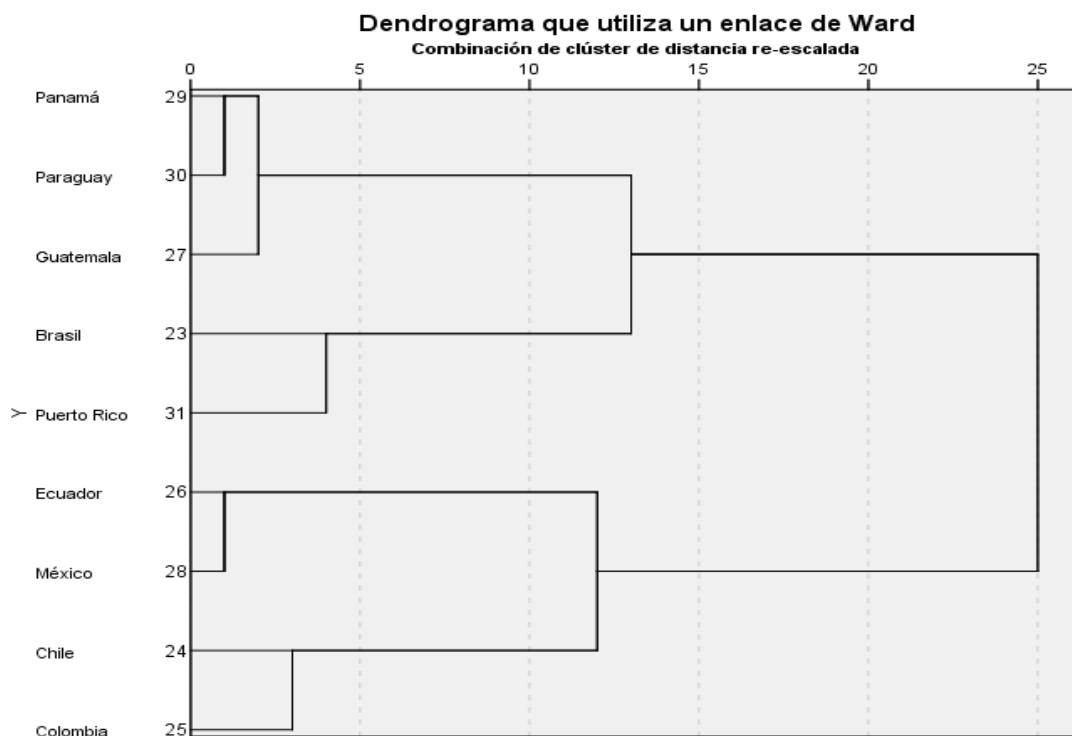 Dendrograma que utiliza un enlace de Ward
Combinación de clúster de distancia re-escalada
0 5 10 15 20 25
Panamá 29
Paraguay 30
Guatemala 27
Brasil 23
Y
Puerto Rico 31
Ecuador 26
México 28
Chile 24
Colombia 25